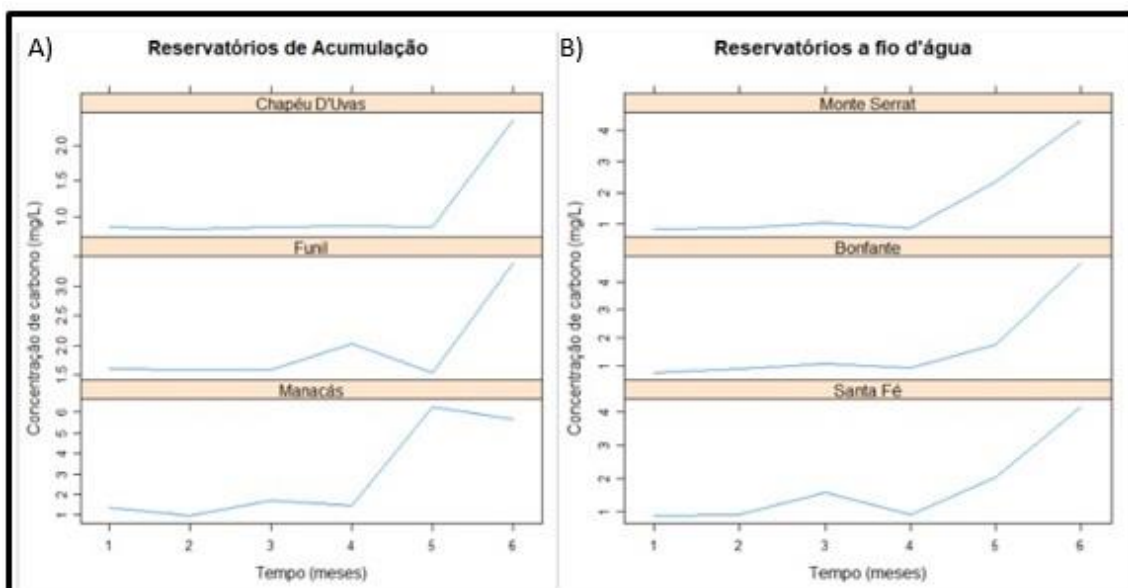 A)
Reservatórios de Acumulação
Chapéu D'Uvas
1.0 1.5 2.0
Funil
1.5 2.0 2.5 3.0
Manacás
1 2 3 4 5 6
Concentração de carbono (mg/L)
1 2 3 4 5 6
Tempo (meses)
B)
Reservatórios a fio d'água
Monte Serrat
1 2 3 4
Bonfante
1 2 3 4
Santa Fé
1 2 3 4
Concentração de carbono (mg/L)
1 2 3 4 5 6
Tempo (meses)